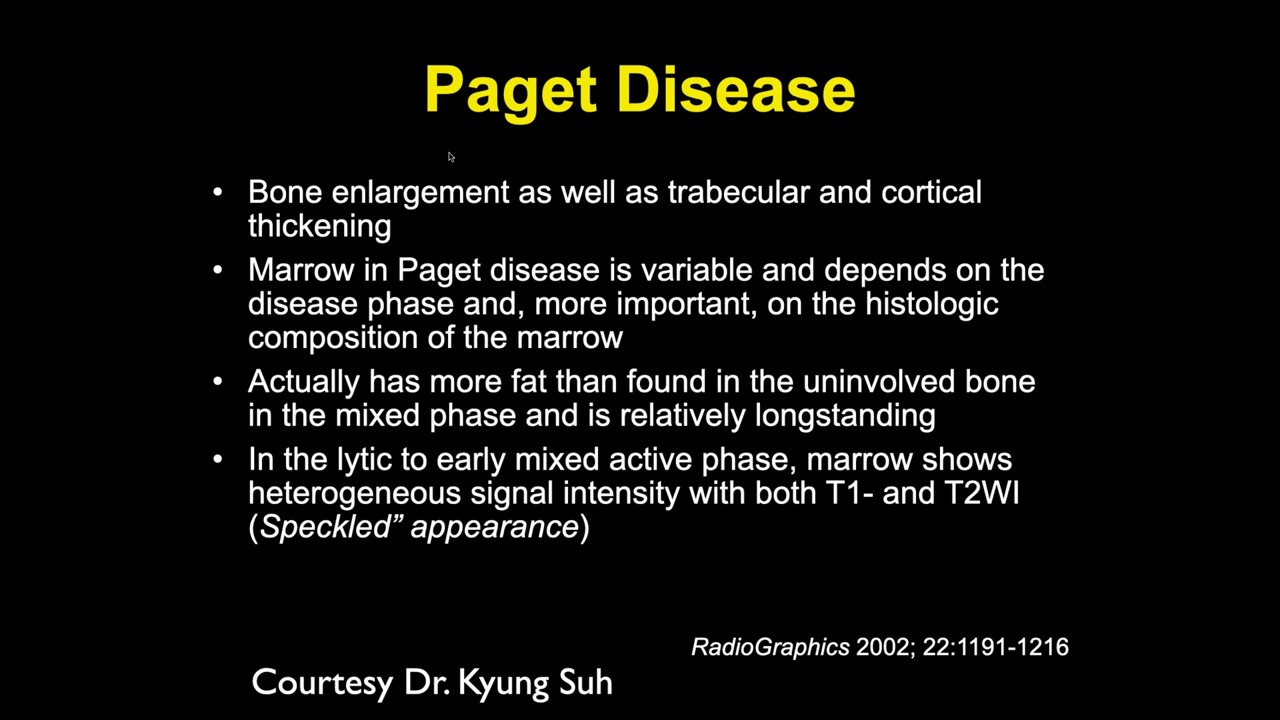 Paget Disease
• Bone enlargement as well as trabecular and cortical
thickening
• Marrow in Paget disease is variable and depends on the
disease phase and, more important, on the histologic
composition of the marrow
• Actually has more fat than found in the uninvolved bone
in the mixed phase and is relatively longstanding
• In the lytic to early mixed active phase, marrow shows
heterogeneous signal intensity with both T1- and T2WI
(Speckled” appearance)
RadioGraphics 2002; 22:1191-1216
Courtesy Dr. Kyung Suh